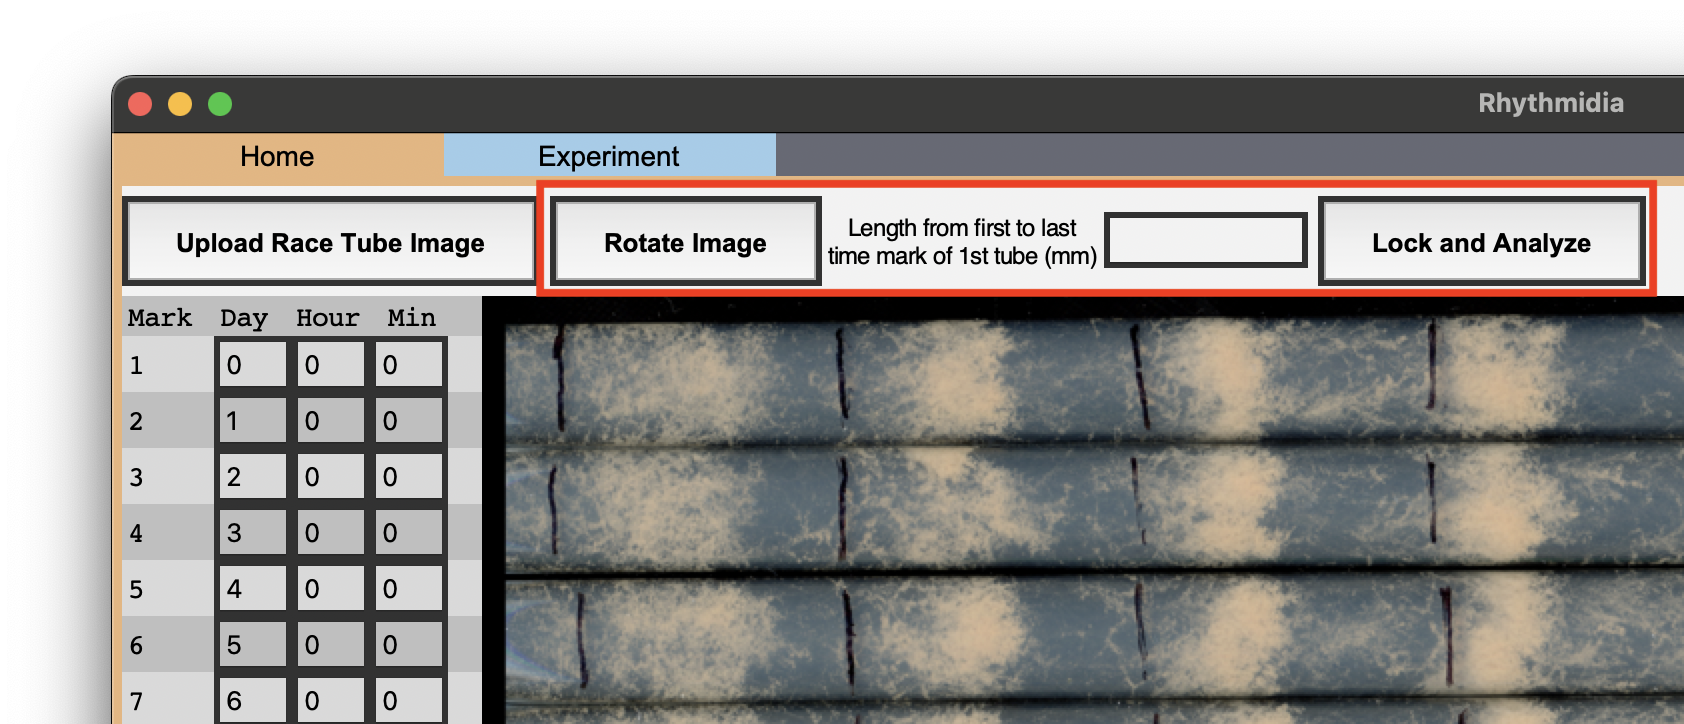 Rhythmidia
Home Experiment
Upload Race Tube Image Rotate Image Length from first to last time mark of 1st tube (mm) Lock and Analyze
Mark Day Hour Min
1 0 0 0
2 1 0 0
3 2 0 0
4 3 0 0
5 4 0 0
6 5 0 0
7 6 0 0